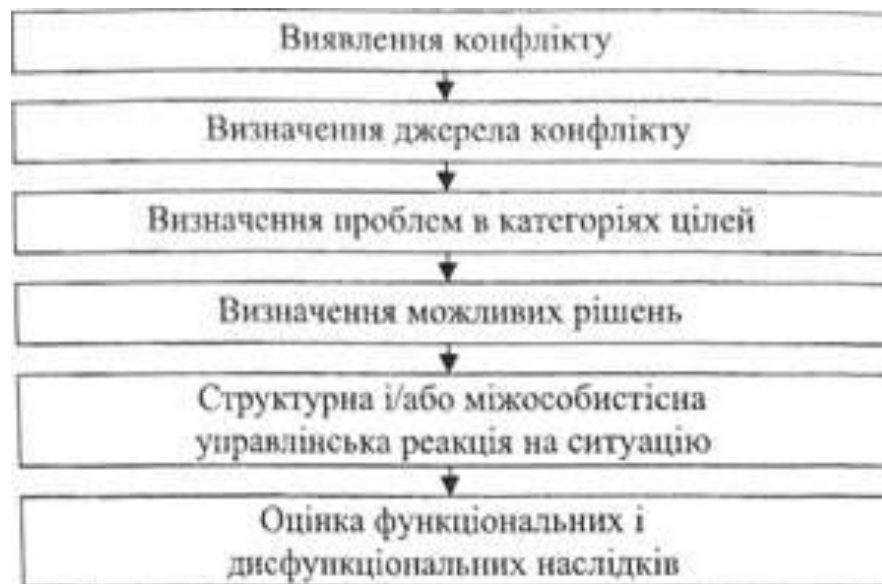 Виявлення конфлікту
Визначення джерела конфлікту
Визначення проблем в категоріях цілей
Визначення можливих рішень
Структурна і/або міжособистісна
управлінська реакція на ситуацію
Оцінка функціональних і
дисфункціональних наслідків